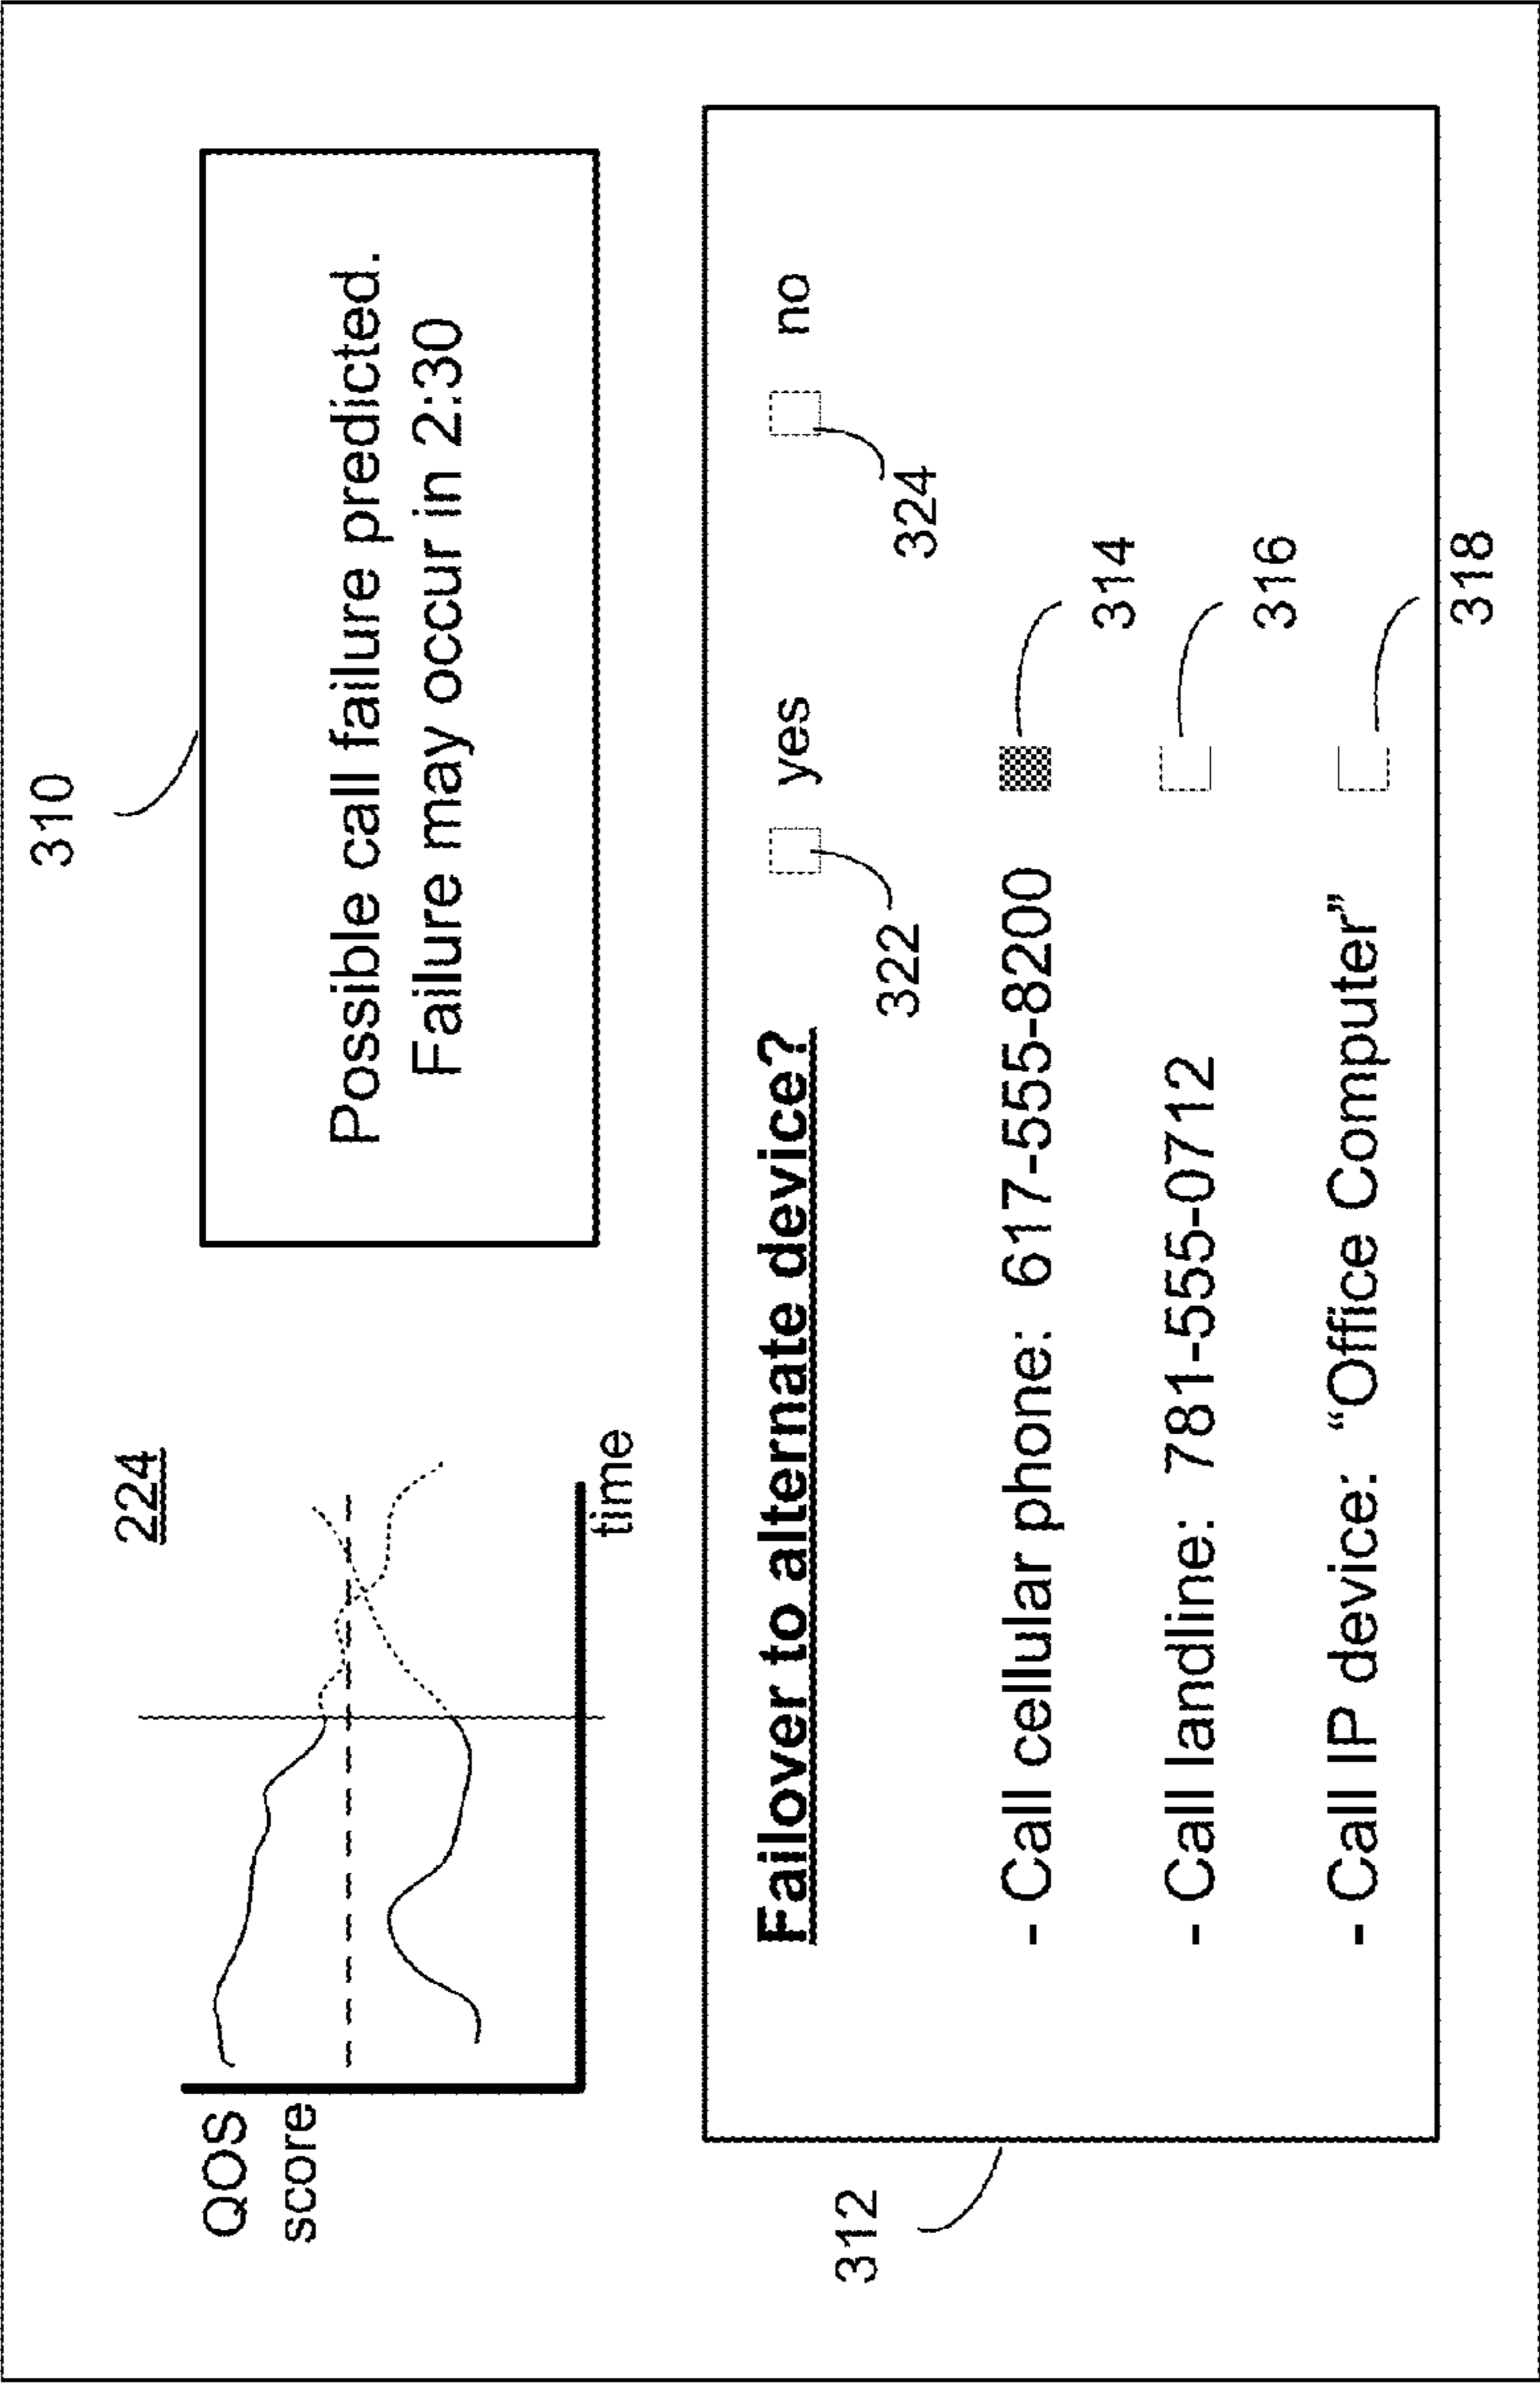 224
QOS
score
time
310
Possible call failure predicted.
Failure may occur in 2:30
312
Failover to alternate device?
yes
no
322
324
- Call cellular phone: 617-555-8200
314
- Call landline: 781-555-0712
316
- Call IP device: “Office Computer”
318